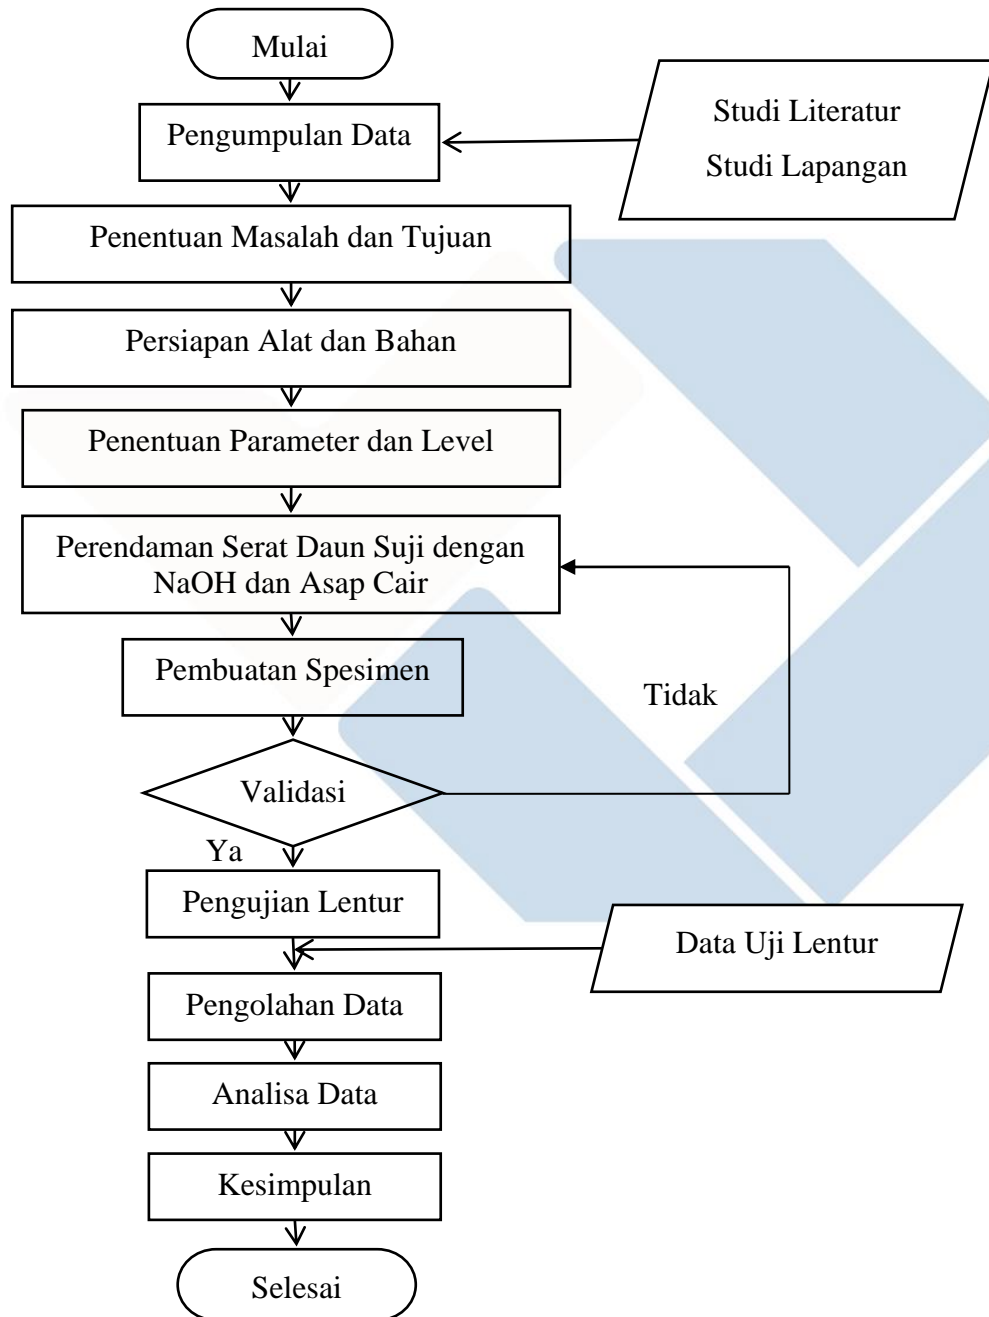 Mulai
Pengumpulan Data
Studi Literatur
Studi Lapangan
Penentuan Masalah dan Tujuan
Persiapan Alat dan Bahan
Penentuan Parameter dan Level
Perendaman Serat Daun Suji dengan
NaOH dan Asap Cair
Pembuatan Spesimen
Tidak
Validasi
Ya
Pengujian Lentur
Data Uji Lentur
Pengolahan Data
Analisa Data
Kesimpulan
Selesai